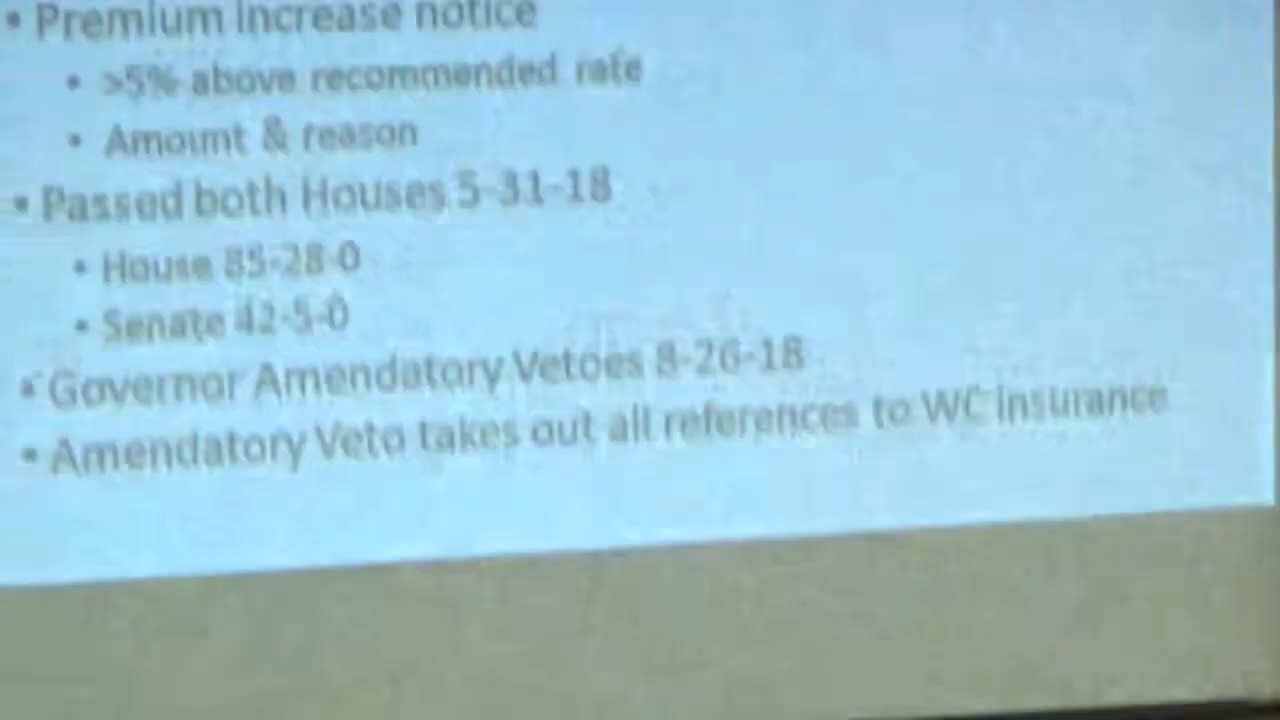 • Premium increase notice
• >5% above recommended rate
• Amount & reason
• Passed both Houses 5-31-18
• House 85-28-0
• Senate 42-5-0
• Governor Amendatory Vetoes 8-26-18
• Amendatory Veto takes out all references to WC insurance